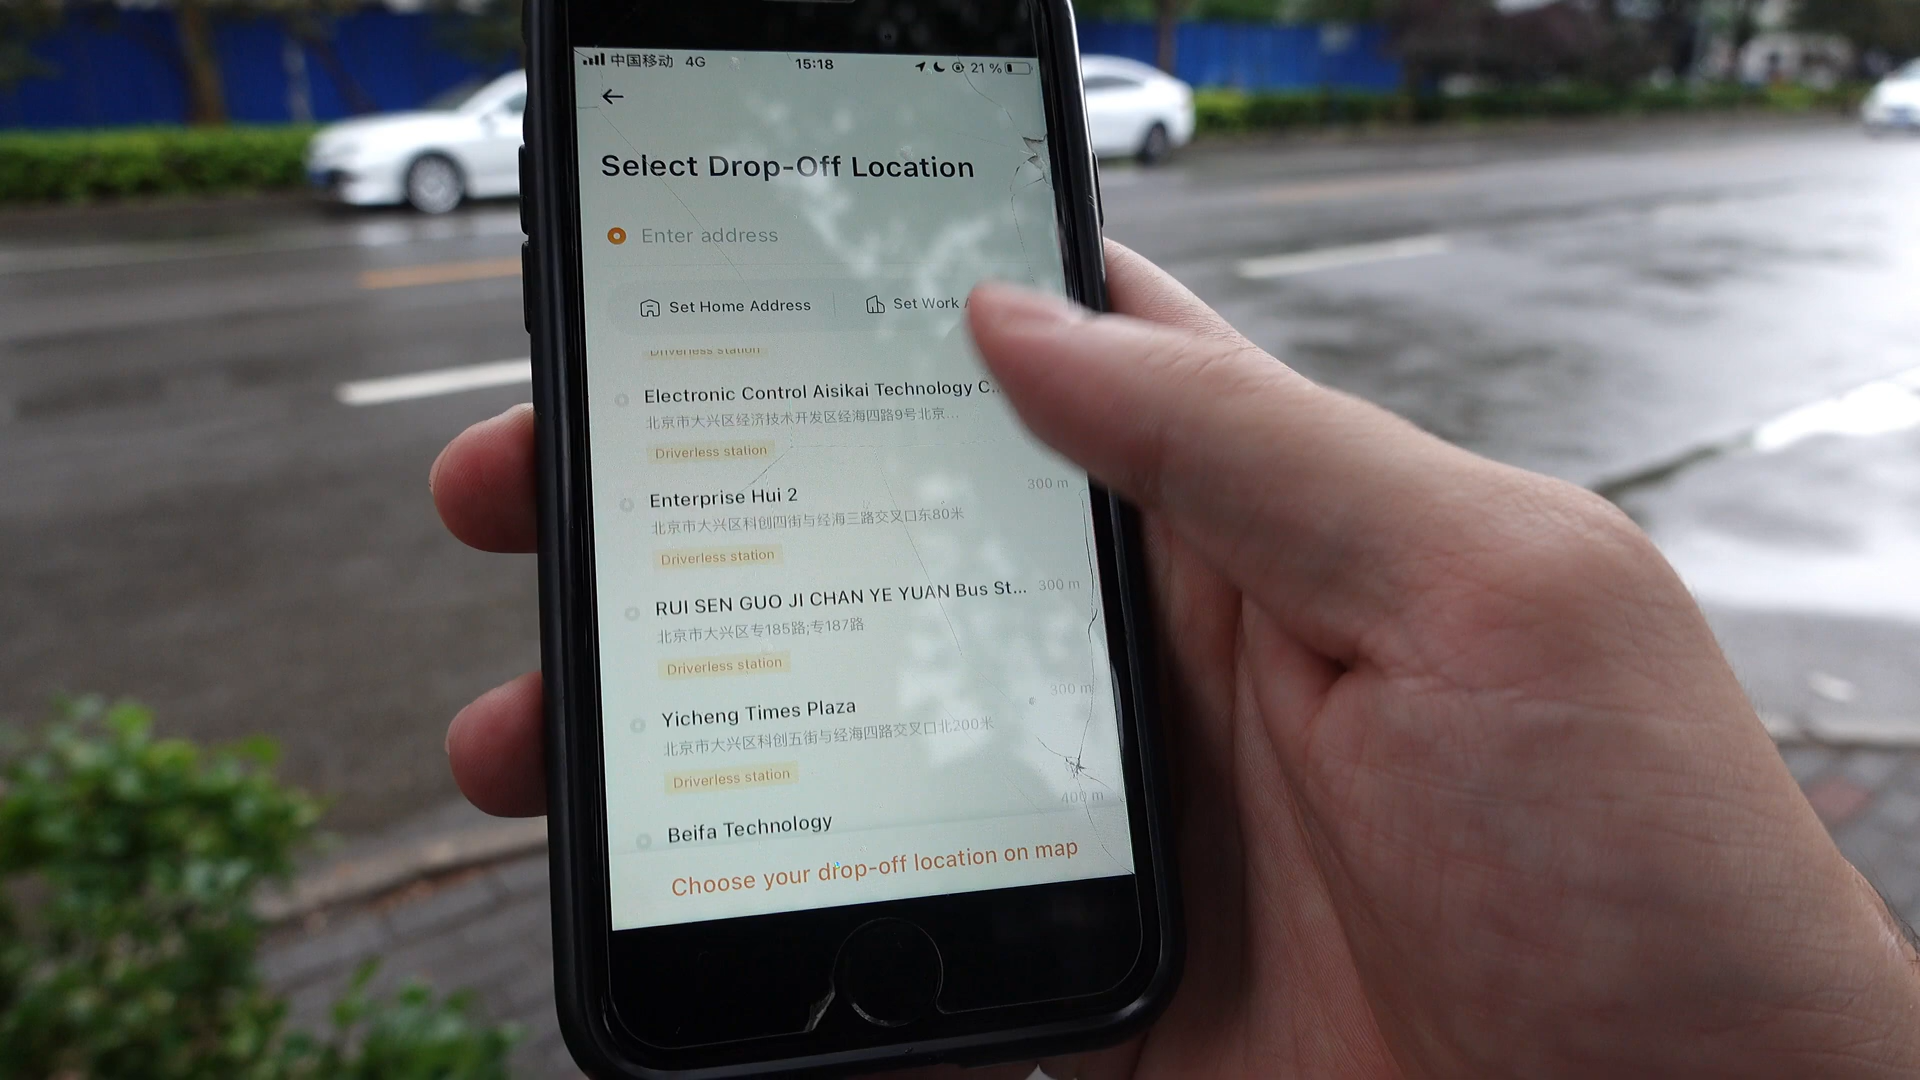 中国移动 4G 15:18 21 %
Select Drop-Off Location
Enter address
Set Home Address Set Work
Driverless station
Electronic Control Aisikai Technology C...
北京市大兴区经济技术开发区经海四路9号北京...
Driverless station
Enterprise Hui 2 300 m
北京市大兴区科创四街与经海三路交叉口东80米
Driverless station
RUI SEN GUO JI CHAN YE YUAN Bus St... 300 m
北京市大兴区专185路;专187路
Driverless station
Yicheng Times Plaza 300 m
北京市大兴区科创五街与经海四路交叉口北200米
Driverless station
Beifa Technology 400 m
Choose your drop-off location on map